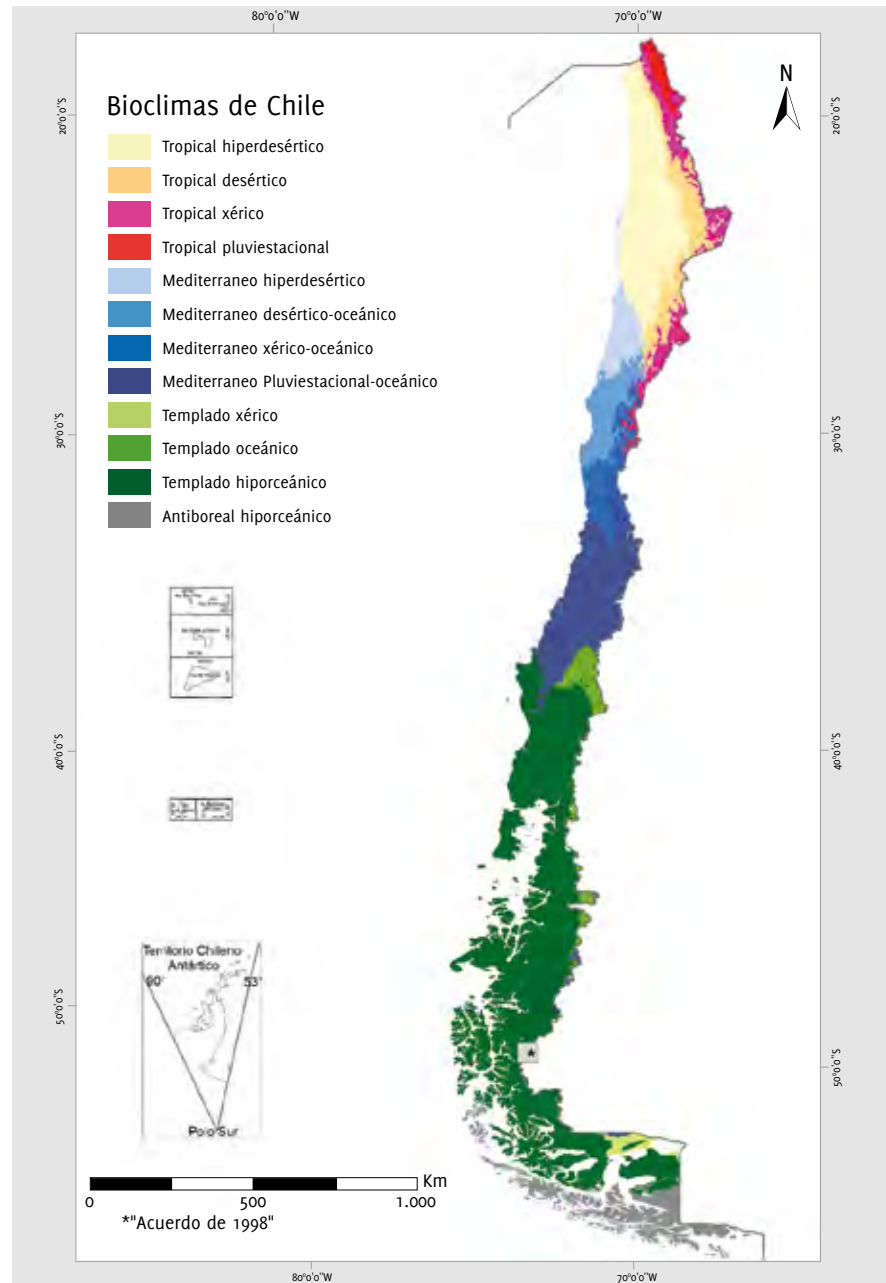 80°0'0"W
70°0'0"W
N
Bioclimas de Chile
20°0'0"S
20°0'0"S
Tropical hiperdesértico
Tropical desértico
Tropical xérico
Tropical pluviestacional
Mediterraneo hiperdesértico
Mediterraneo desértico-oceánico
Mediterraneo xérico-oceánico
Mediterraneo Pluviestacional-oceánico
30°0'0"S
30°0'0"S
Templado xérico
Templado oceánico
Templado hiporceánico
Antiboreal hiporceánico
40°0'0"S
40°0'0"S
Territorio Chileno
Antártico
90°
53°
50°0'0"S
50°0'0"S
★
Polo Sur
Km
0
500
1.000
*"Acuerdo de 1998"
80°0'0"W
70°0'0"W